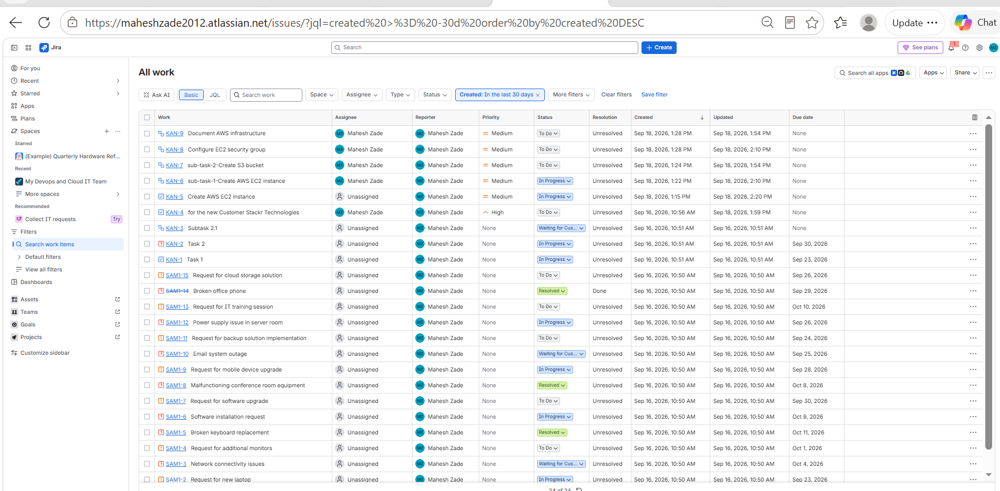 https://maheshzade2012.atlassian.net/issues/?jql=created%20>%3D%20-30d%20order%20by%20created%20DESC
Update
Chat
Jira
Search
+ Create
See plans
1
MZ
For you
Recent
Starred
Apps
Plans
Spaces
Starred
(Example) Quarterly Hardware Ref...
Recent
My Devops and Cloud IT Team
More spaces
Recommended
Collect IT requests Try
Filters
Search work items
Default filters
View all filters
Dashboards
Assets
Teams
Goals
Projects
Customize sidebar
All work
Search all apps
Apps
Share
Ask AI Basic JQL Search work Space Assignee Type Status Created: In the last 30 days × More filters Clear filters Save filter
Work Assignee Reporter Priority Status Resolution Created ↓ Updated Due date
KAN-9 Document AWS infrastructure MZ Mahesh Zade MZ Mahesh Zade Medium To Do Unresolved Sep 18, 2026, 1:28 PM Sep 18, 2026, 1:54 PM None
KAN-8 Configure EC2 security group MZ Mahesh Zade MZ Mahesh Zade Medium To Do Unresolved Sep 18, 2026, 1:28 PM Sep 18, 2026, 2:10 PM None
KAN-7 sub-task-2-Create S3 bucket MZ Mahesh Zade MZ Mahesh Zade Medium To Do Unresolved Sep 18, 2026, 1:24 PM Sep 18, 2026, 1:54 PM None
KAN-6 sub-task-1-Create AWS EC2 instance MZ Mahesh Zade MZ Mahesh Zade Medium In Progress Unresolved Sep 18, 2026, 1:22 PM Sep 18, 2026, 2:10 PM None
KAN-5 Create AWS EC2 instance Unassigned MZ Mahesh Zade Medium In Progress Unresolved Sep 18, 2026, 1:15 PM Sep 18, 2026, 2:20 PM None
KAN-4 for the new Customer Stackr Technologies MZ Mahesh Zade MZ Mahesh Zade High To Do Unresolved Sep 16, 2026, 10:56 AM Sep 18, 2026, 1:59 PM None
KAN-3 Subtask 2.1 Unassigned MZ Mahesh Zade None Waiting for Cus... Unresolved Sep 16, 2026, 10:51 AM Sep 16, 2026, 10:51 AM None
KAN-2 Task 2 Unassigned MZ Mahesh Zade None In Progress Unresolved Sep 16, 2026, 10:51 AM Sep 16, 2026, 10:51 AM Sep 30, 2026
KAN-1 Task 1 Unassigned MZ Mahesh Zade None In Progress Unresolved Sep 16, 2026, 10:51 AM Sep 16, 2026, 10:51 AM Sep 23, 2026
SAM1-15 Request for cloud storage solution Unassigned MZ Mahesh Zade None To Do Unresolved Sep 16, 2026, 10:50 AM Sep 16, 2026, 10:50 AM Sep 26, 2026
SAM1-14 Broken office phone Unassigned MZ Mahesh Zade None Resolved Done Sep 16, 2026, 10:50 AM Sep 16, 2026, 10:50 AM Sep 29, 2026
SAM1-13 Request for IT training session Unassigned MZ Mahesh Zade None To Do Unresolved Sep 16, 2026, 10:50 AM Sep 16, 2026, 10:50 AM Oct 10, 2026
SAM1-12 Power supply issue in server room Unassigned MZ Mahesh Zade None In Progress Unresolved Sep 16, 2026, 10:50 AM Sep 16, 2026, 10:50 AM Sep 26, 2026
SAM1-11 Request for backup solution implementation Unassigned MZ Mahesh Zade None To Do Unresolved Sep 16, 2026, 10:50 AM Sep 16, 2026, 10:50 AM Sep 24, 2026
SAM1-10 Email system outage Unassigned MZ Mahesh Zade None Waiting for Cus... Unresolved Sep 16, 2026, 10:50 AM Sep 16, 2026, 10:50 AM Sep 25, 2026
SAM1-9 Request for mobile device upgrade Unassigned MZ Mahesh Zade None In Progress Unresolved Sep 16, 2026, 10:50 AM Sep 16, 2026, 10:50 AM Sep 28, 2026
SAM1-8 Malfunctioning conference room equipment Unassigned MZ Mahesh Zade None Resolved Unresolved Sep 16, 2026, 10:50 AM Sep 16, 2026, 10:50 AM Oct 8, 2026
SAM1-7 Request for software upgrade Unassigned MZ Mahesh Zade None To Do Unresolved Sep 16, 2026, 10:50 AM Sep 16, 2026, 10:50 AM Sep 30, 2026
SAM1-6 Software installation request Unassigned MZ Mahesh Zade None In Progress Unresolved Sep 16, 2026, 10:50 AM Sep 16, 2026, 10:50 AM Oct 9, 2026
SAM1-5 Broken keyboard replacement Unassigned MZ Mahesh Zade None Resolved Unresolved Sep 16, 2026, 10:50 AM Sep 16, 2026, 10:50 AM Oct 11, 2026
SAM1-4 Request for additional monitors Unassigned MZ Mahesh Zade None To Do Unresolved Sep 16, 2026, 10:50 AM Sep 16, 2026, 10:50 AM Oct 1, 2026
SAM1-3 Network connectivity issues Unassigned MZ Mahesh Zade None Waiting for Cus... Unresolved Sep 16, 2026, 10:50 AM Sep 16, 2026, 10:50 AM Oct 4, 2026
SAM1-2 Request for new laptop Unassigned MZ Mahesh Zade None In Progress Unresolved Sep 16, 2026, 10:50 AM Sep 16, 2026, 10:50 AM Sep 23, 2026
24 of 24